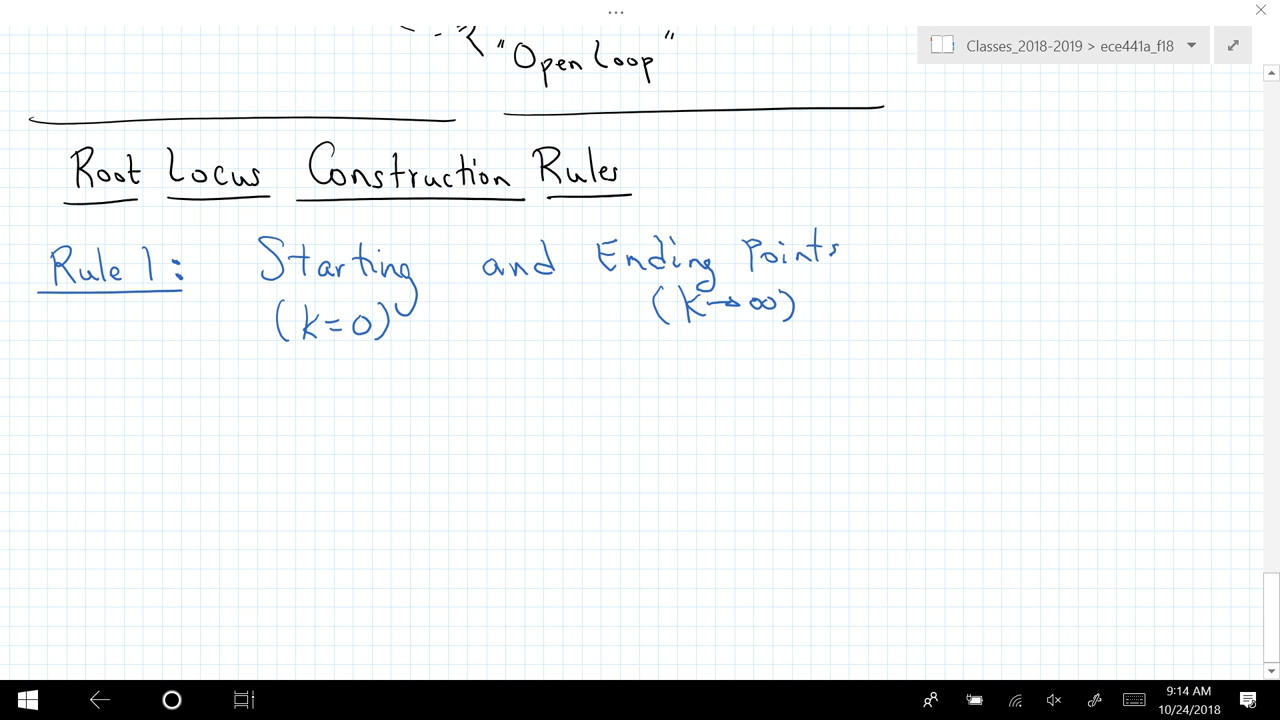 "Open Loop"
Classes_2018-2019 > ece441a_f18
Root Locus Construction Rules
Rule 1: Starting and Ending Points
(k=0) (k→∞)
9:14 AM
10/24/2018